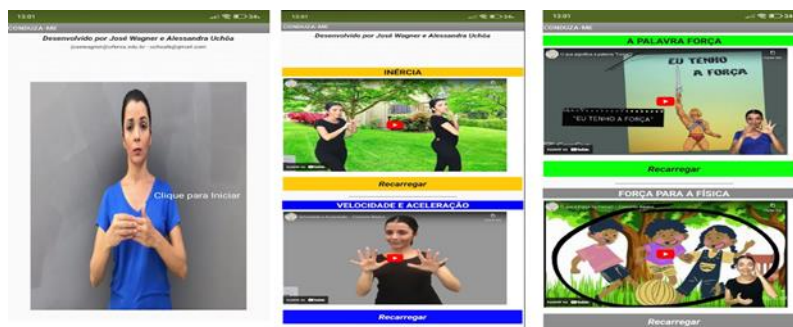 13:01
CONDUZA-ME
Desenvolvido por José Wagner e Alessandra Uchôa
Clique para Iniciar
13:01
CONDUZA-ME
Desenvolvido por José Wagner e Alessandra Uchôa
INÉRCIA
Recarregar
VELOCIDADE E ACELERAÇÃO
Recarregar
13:01
CONDUZA-ME
A PALAVRA FORÇA
EU TENHO
A FORÇA
"EU TENHO A FORÇA"
Recarregar
FORÇA PARA A FÍSICA
Recarregar